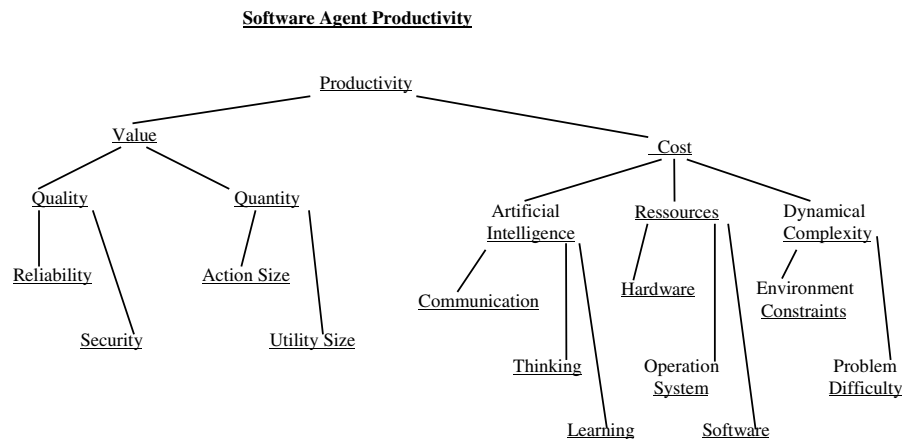 Software Agent Productivity
Productivity
Value
Cost
Quality
Quantity
Artificial
Intelligence
Ressources
Dynamical
Complexity
Reliability
Action Size
Communication
Hardware
Environment
Constraints
Security
Utility Size
Thinking
Operation
System
Problem
Difficulty
Learning
Software